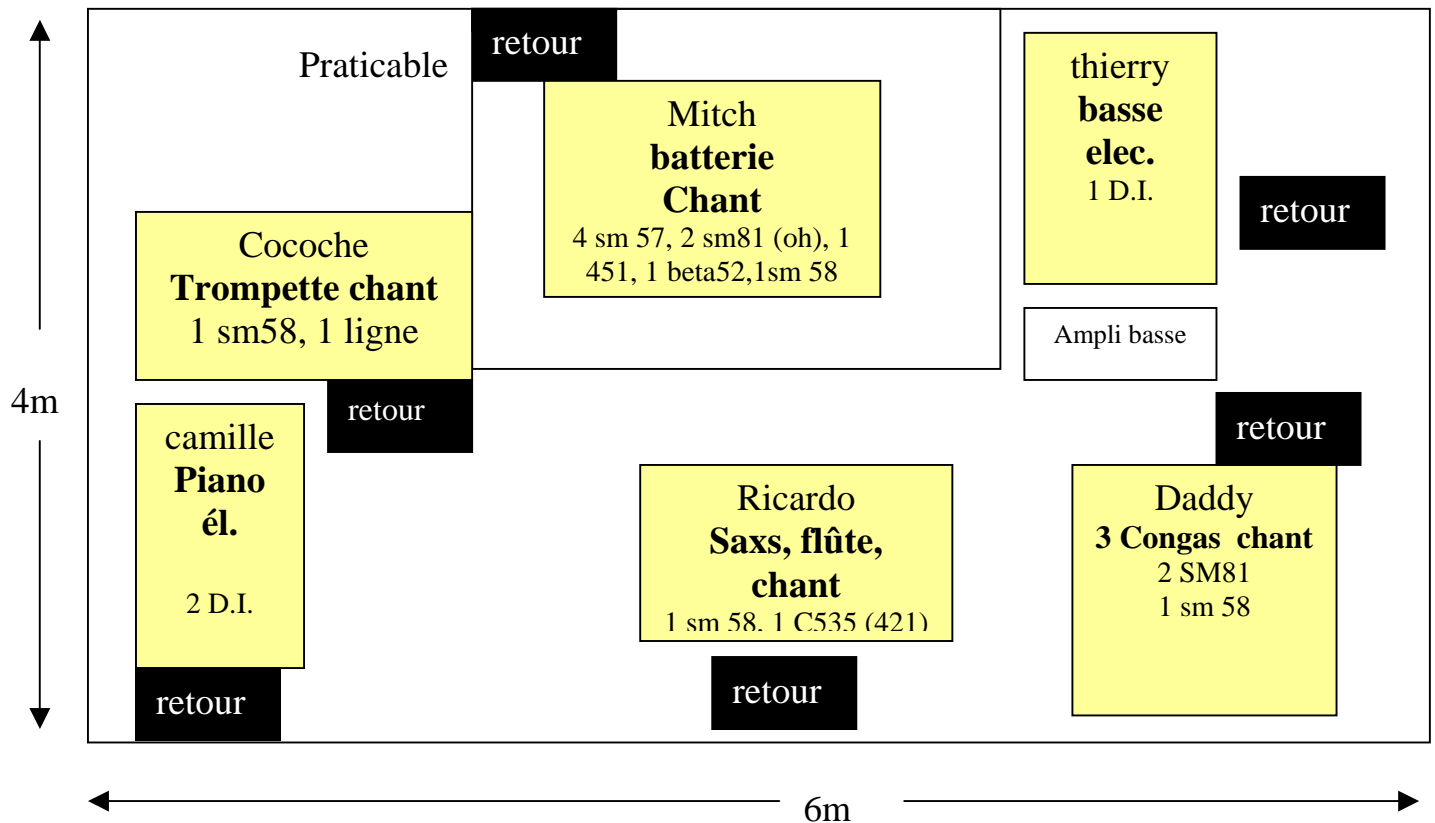 retour
Praticable
Mitch
batterie
Chant
4 sm 57, 2 sm81 (oh), 1
451, 1 beta52,1sm 58
thierry
basse
elec.
1 D.I.
retour
Cocoche
Trompette chant
1 sm58, 1 ligne
retour
Ampli basse
4m
camille
Piano
él.
2 D.I.
retour
Ricardo
Saxs, flûte,
chant
1 sm 58, 1 C535 (421)
retour
retour
Daddy
3 Congas chant
2 SM81
1 sm 58
6m